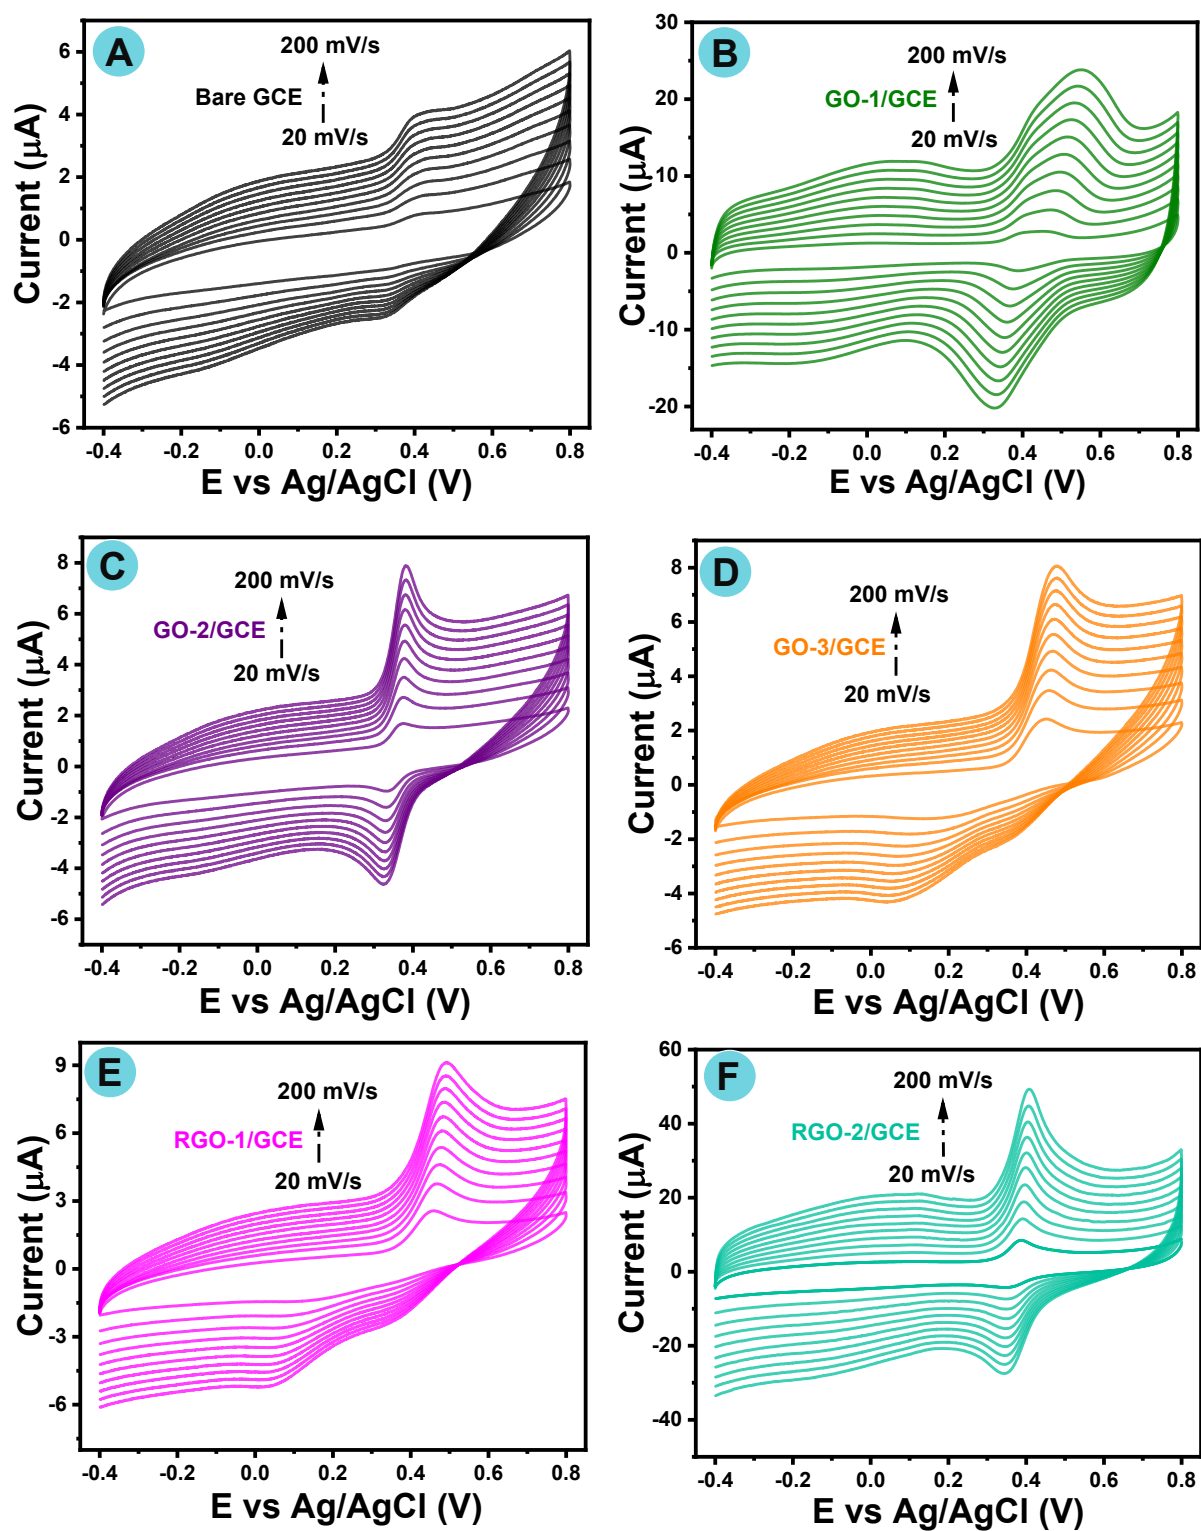 A
200 mV/s
Bare GCE
20 mV/s
6
4
2
0
-2
-4
-6
Current (μA)
-0.4 -0.2 0.0 0.2 0.4 0.6 0.8
E vs Ag/AgCl (V)
B
200 mV/s
GO-1/GCE
20 mV/s
30
20
10
0
-10
-20
Current (μA)
-0.4 -0.2 0.0 0.2 0.4 0.6 0.8
E vs Ag/AgCl (V)
C
200 mV/s
GO-2/GCE
20 mV/s
8
6
4
2
0
-2
-4
-6
Current (μA)
-0.4 -0.2 0.0 0.2 0.4 0.6 0.8
E vs Ag/AgCl (V)
D
200 mV/s
GO-3/GCE
20 mV/s
8
6
4
2
0
-2
-4
-6
Current (μA)
-0.4 -0.2 0.0 0.2 0.4 0.6 0.8
E vs Ag/AgCl (V)
E
200 mV/s
RGO-1/GCE
20 mV/s
9
6
3
0
-3
-6
Current (μA)
-0.4 -0.2 0.0 0.2 0.4 0.6 0.8
E vs Ag/AgCl (V)
F
200 mV/s
RGO-2/GCE
20 mV/s
60
40
20
0
-20
-40
Current (μA)
-0.4 -0.2 0.0 0.2 0.4 0.6 0.8
E vs Ag/AgCl (V)